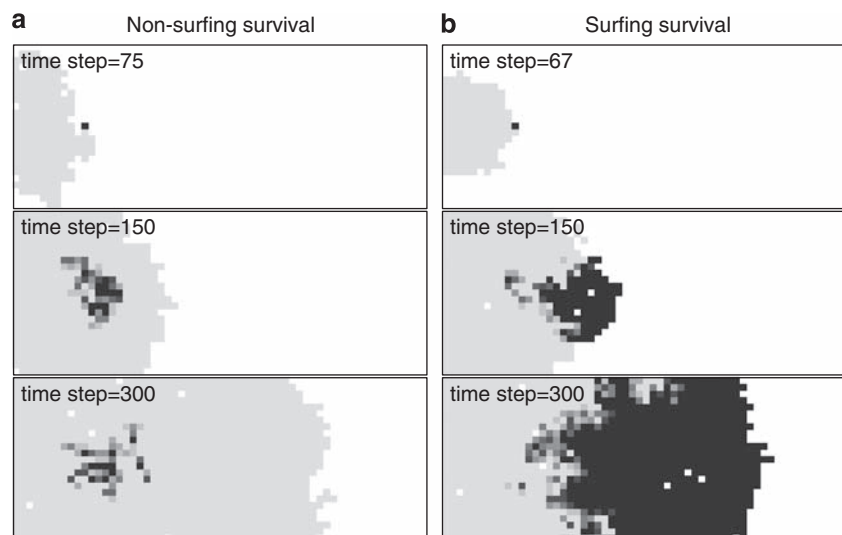 a Non-surfing survival
time step=75
time step=150
time step=300
b Surfing survival
time step=67
time step=150
time step=300